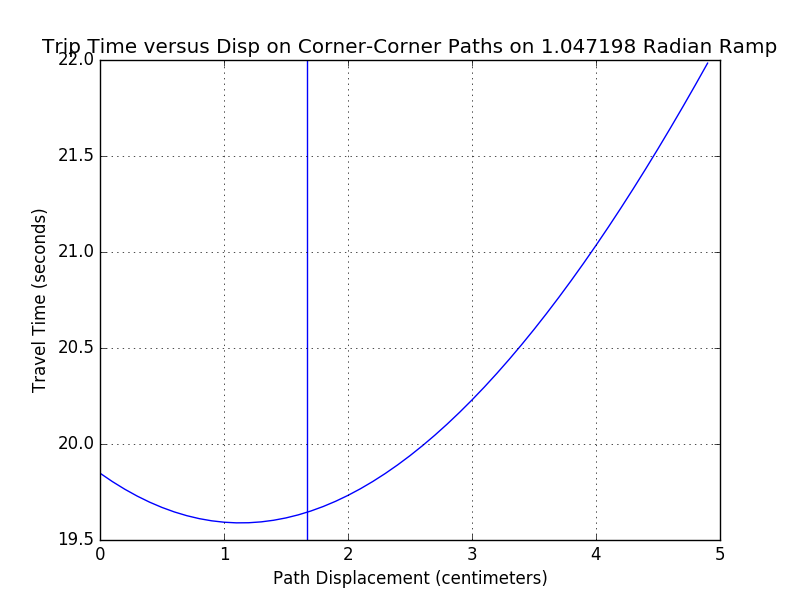 Trip Time versus Disp on Corner-Corner Paths on 1.047198 Radian Ramp
22.0
21.5
21.0
20.5
20.0
19.5
Travel Time (seconds)
0 1 2 3 4 5
Path Displacement (centimeters)